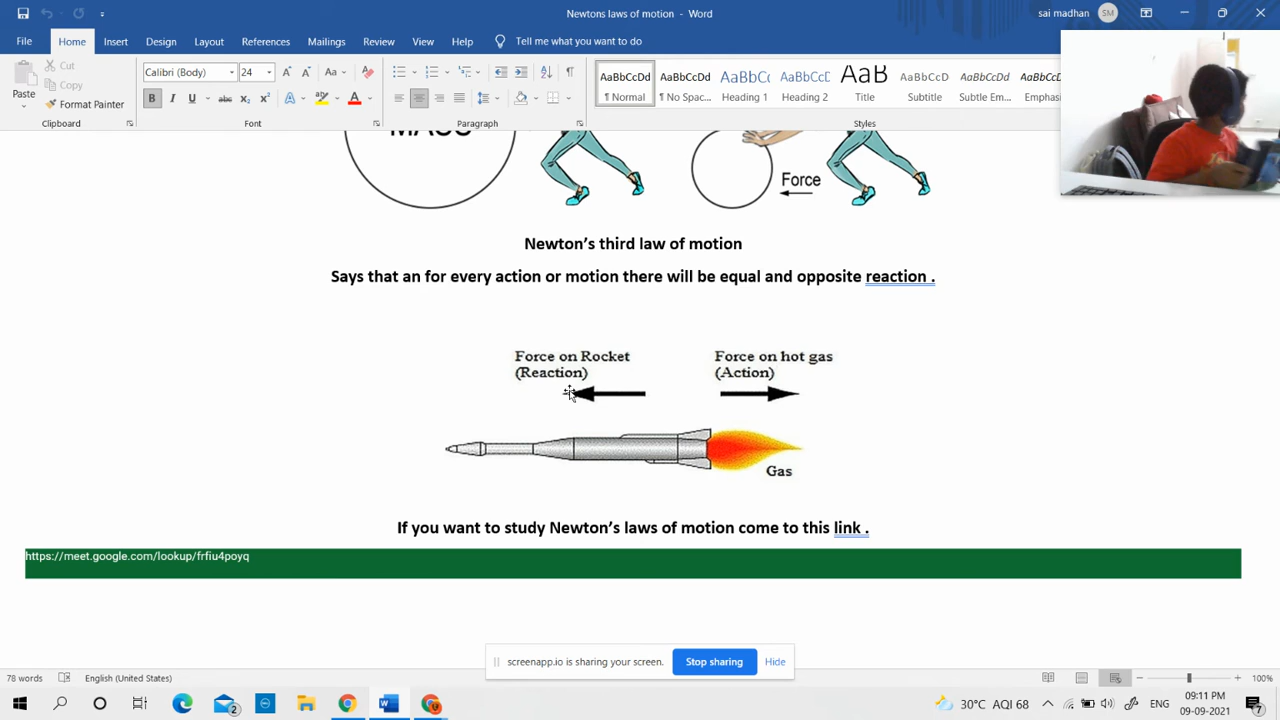 Newtons laws of motion - Word
sai madhan
SM
File Home Insert Design Layout References Mailings Review View Help Tell me what you want to do
Paste
Cut
Copy
Format Painter
Calibri (Body) 24
Clipboard Font Paragraph Styles
AaBbCcDd AaBbCcDd AaBbCc AaBbCcD AaB AaBbCcD AaBbCcDd AaBbCcDd
¶ Normal ¶ No Spac... Heading 1 Heading 2 Title Subtitle Subtle Em... Emphasis
Force
Newton's third law of motion
Says that an for every action or motion there will be equal and opposite reaction .
Force on Rocket
(Reaction)
Force on hot gas
(Action)
Gas
If you want to study Newton's laws of motion come to this link .
https://meet.google.com/lookup/frfiu4poyq
screenapp.io is sharing your screen. Stop sharing Hide
78 words English (United States) 100%
30°C AQI 68
09:11 PM
09-09-2021